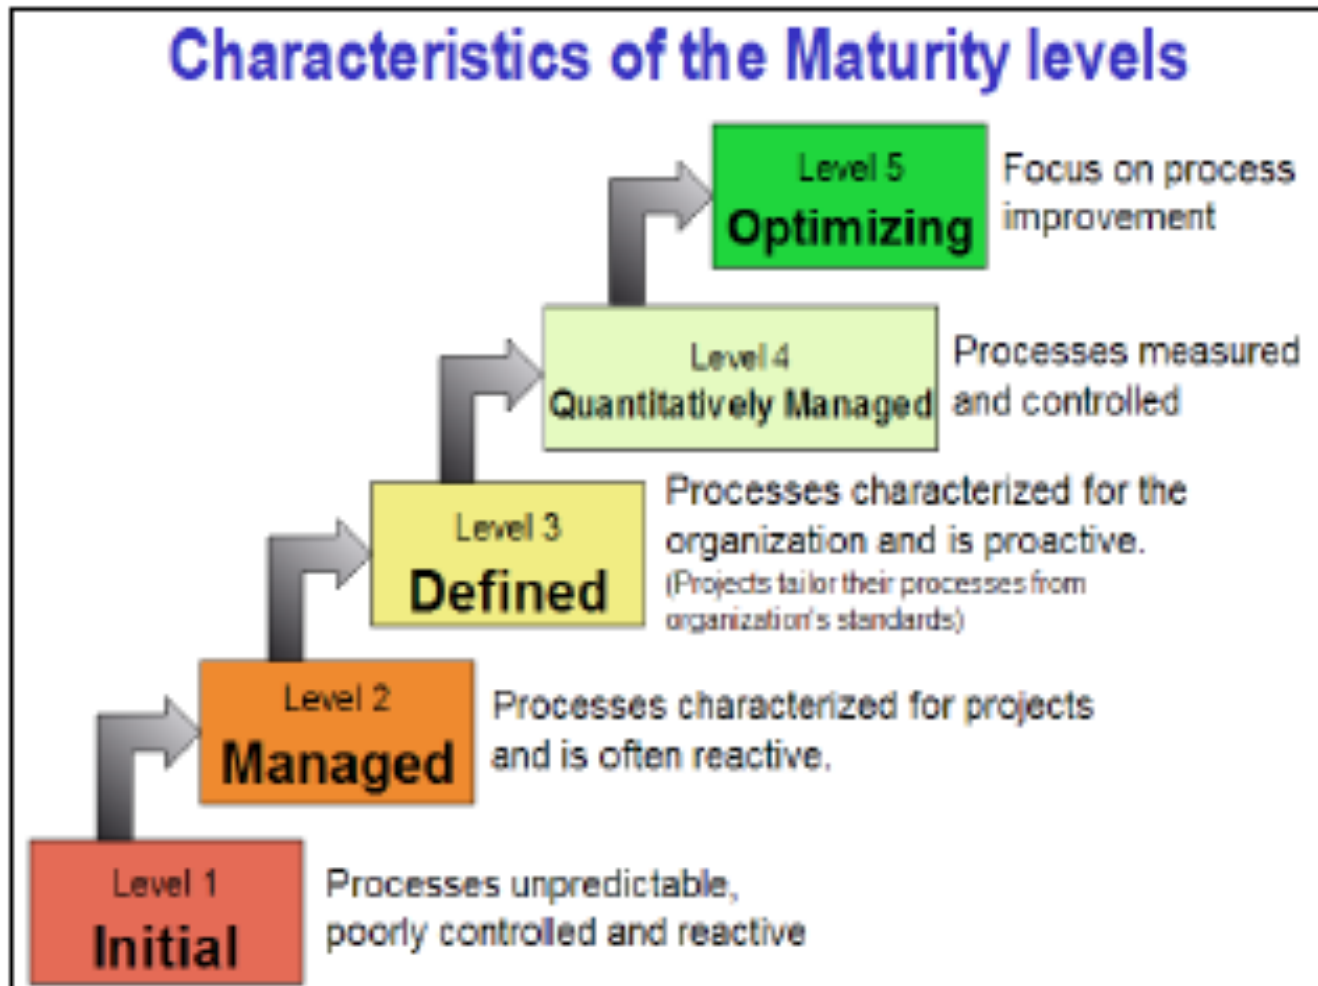 Characteristics of the Maturity levels
Level 5
Optimizing
Focus on process
improvement
Level 4
Quantitatively Managed
Processes measured
and controlled
Level 3
Defined
Processes characterized for the
organization and is proactive.
(Projects tailor their processes from
organization's standards)
Level 2
Managed
Processes characterized for projects
and is often reactive.
Level 1
Initial
Processes unpredictable,
poorly controlled and reactive